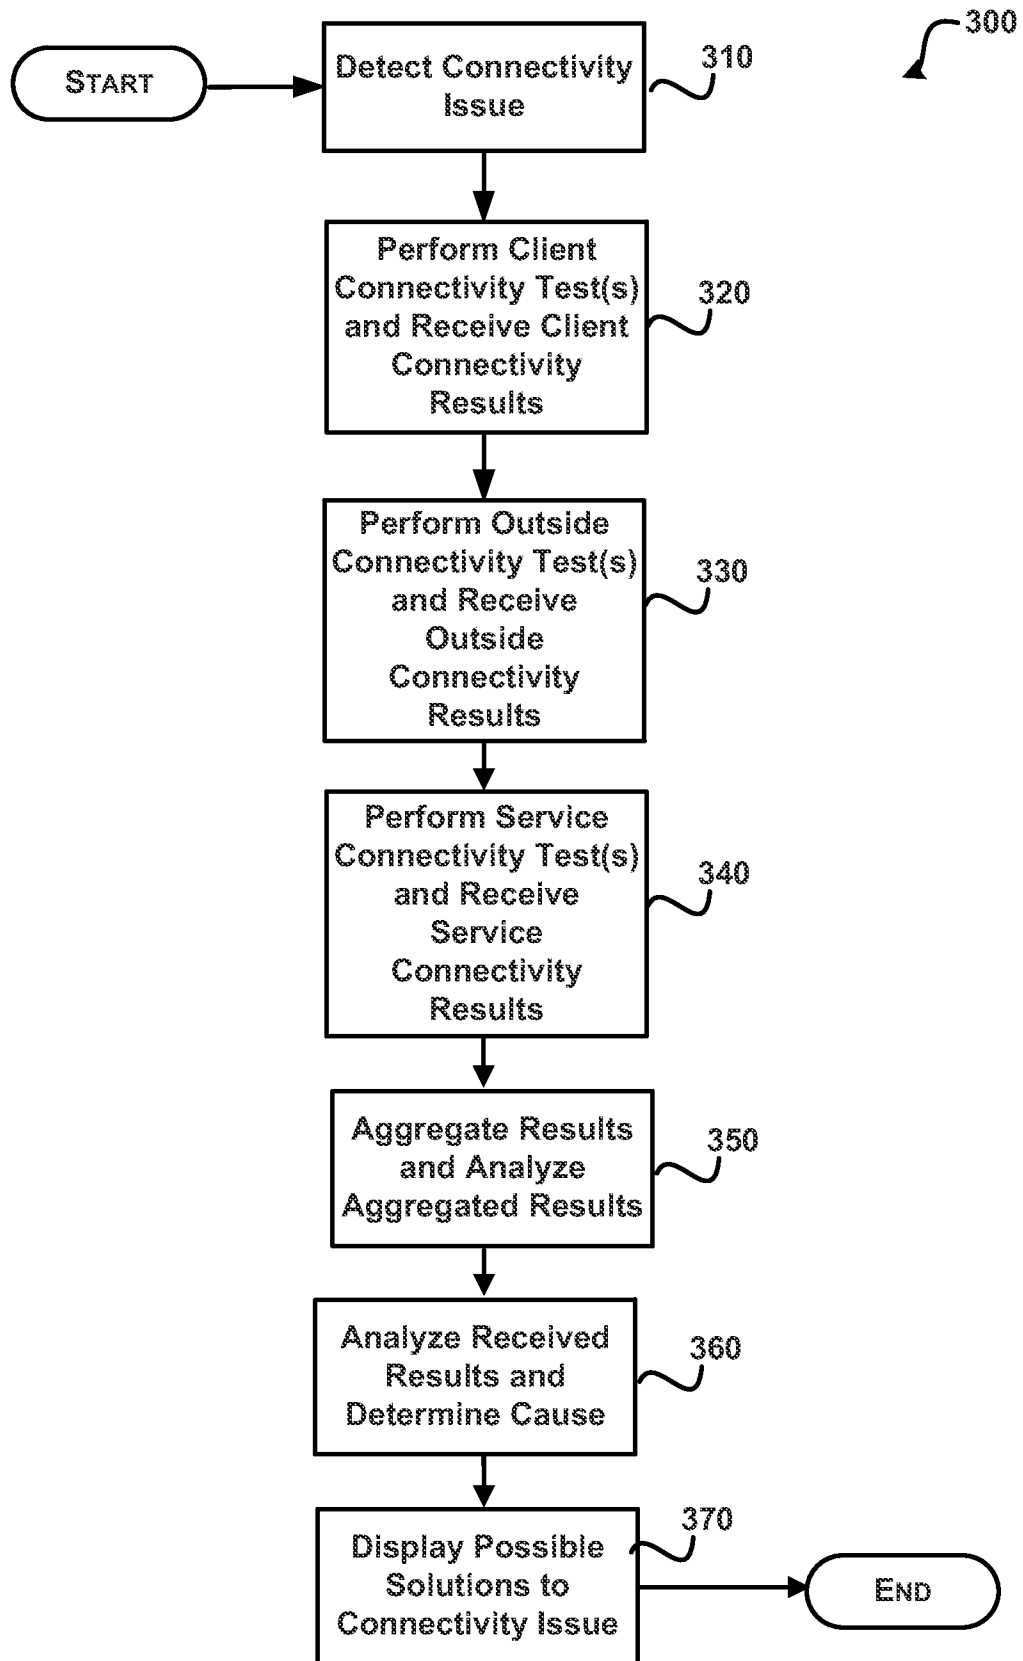 300
START
Detect Connectivity
Issue
310
Perform Client
Connectivity Test(s)
and Receive Client
Connectivity
Results
320
Perform Outside
Connectivity Test(s)
and Receive
Outside
Connectivity
Results
330
Perform Service
Connectivity Test(s)
and Receive
Service
Connectivity
Results
340
Aggregate Results
and Analyze
Aggregated Results
350
Analyze Received
Results and
Determine Cause
360
Display Possible
Solutions to
Connectivity Issue
370
END